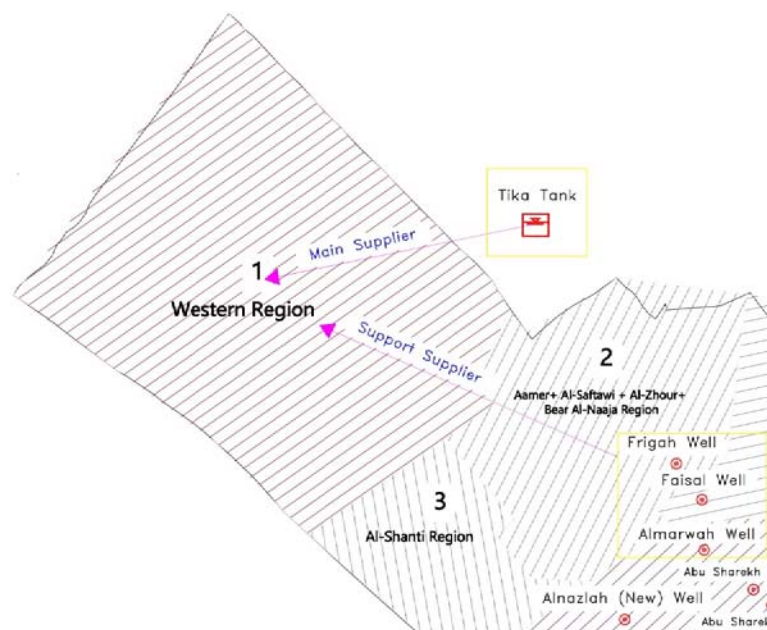 Tika Tank
Main Supplier
1
Western Region
Support Supplier
2
Aamer+ Al-Saftawi + Al-Zhour+
Bear Al-Naaja Region
Frigah Well
Faisal Well
3
Al-Shanti Region
Almarwah Well
Abu Sharekh
Alnazlah (New) Well
Abu Sharek